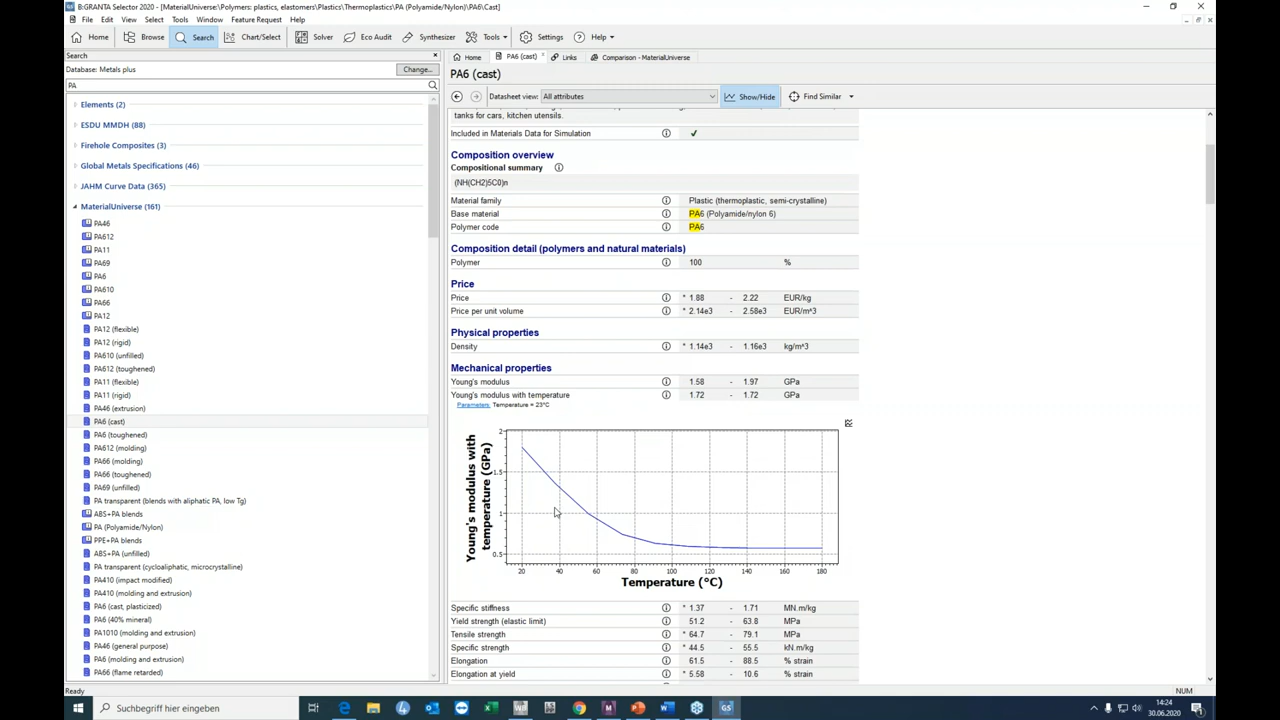 B:GRANTA Selector 2020 - [MaterialUniverse\Polymers: plastics, elastomers\Plastics\Thermoplastics\PA (Polyamide/Nylon)\PA6\Cast]
File Edit View Select Tools Window Feature Request Help
Home Browse Search Chart/Select Solver Eco Audit Synthesizer Tools Settings Help
Search
Database: Metals plus Change...
PA
Elements (2)
ESDU MMDH (88)
Firehole Composites (3)
Global Metals Specifications (46)
JAHM Curve Data (365)
MaterialUniverse (161)
PA46
PA612
PA11
PA69
PA6
PA610
PA66
PA12
PA12 (flexible)
PA12 (rigid)
PA610 (unfilled)
PA612 (toughened)
PA11 (flexible)
PA11 (rigid)
PA46 (extrusion)
PA6 (cast)
PA6 (toughened)
PA612 (molding)
PA66 (molding)
PA66 (toughened)
PA69 (unfilled)
PA transparent (blends with aliphatic PA, low Tg)
ABS+PA blends
PA (Polyamide/Nylon)
PPE+PA blends
ABS+PA (unfilled)
PA transparent (cycloaliphatic, microcrystalline)
PA410 (impact modified)
PA410 (molding and extrusion)
PA6 (cast, plasticized)
PA6 (40% mineral)
PA1010 (molding and extrusion)
PA46 (general purpose)
PA6 (molding and extrusion)
PA66 (flame retarded)
Home PA6 (cast) Links Comparison - MaterialUniverse
PA6 (cast)
Datasheet view: All attributes Show/Hide Find Similar
tanks for cars, kitchen utensils.
Included in Materials Data for Simulation ✓
Composition overview
Compositional summary
(NH(CH2)5C0)n
Material family Plastic (thermoplastic, semi-crystalline)
Base material PA6 (Polyamide/nylon 6)
Polymer code PA6
Composition detail (polymers and natural materials)
Polymer 100 %
Price
Price * 1.88 - 2.22 EUR/kg
Price per unit volume * 2.14e3 - 2.58e3 EUR/m^3
Physical properties
Density * 1.14e3 - 1.16e3 kg/m^3
Mechanical properties
Young's modulus 1.58 - 1.97 GPa
Young's modulus with temperature 1.72 - 1.72 GPa
Parameters: Temperature = 23°C
Young's modulus with temperature (GPa)
2
1.5
1
0.5
20 40 60 80 100 120 140 160 180
Temperature (°C)
Specific stiffness * 1.37 - 1.71 MN.m/kg
Yield strength (elastic limit) 51.2 - 63.8 MPa
Tensile strength * 64.7 - 79.1 MPa
Specific strength * 44.5 - 55.5 kN.m/kg
Elongation 61.5 - 88.5 % strain
Elongation at yield * 5.58 - 10.6 % strain
Ready NUM
Suchbegriff hier eingeben
14:24
30.06.2020